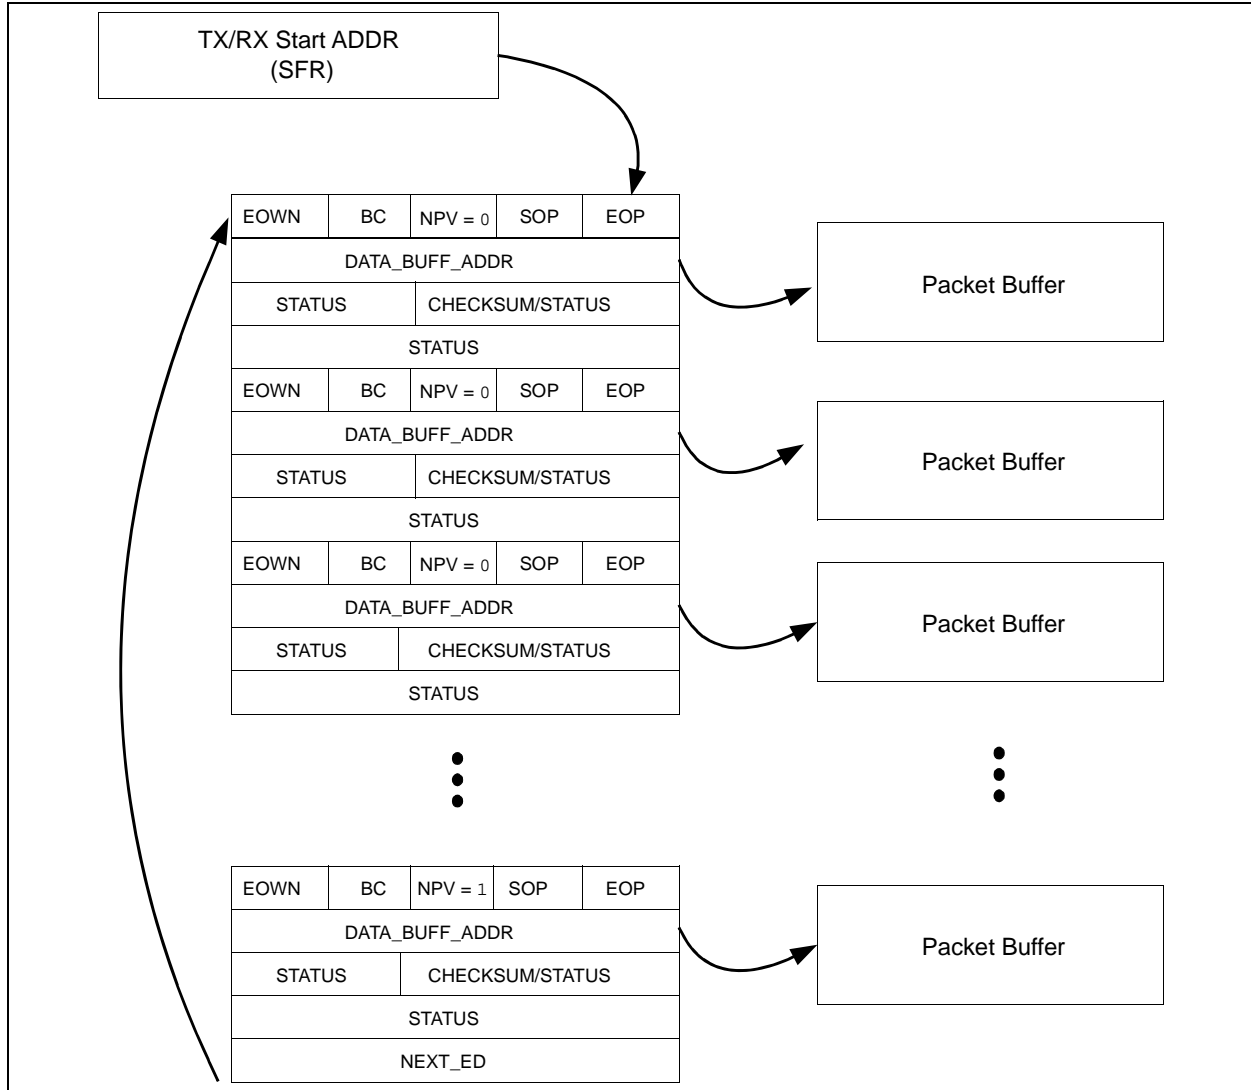 TX/RX Start ADDR
(SFR)
EOWN BC NPV = 0 SOP EOP
DATA_BUFF_ADDR
STATUS CHECKSUM/STATUS
STATUS
Packet Buffer
EOWN BC NPV = 0 SOP EOP
DATA_BUFF_ADDR
STATUS CHECKSUM/STATUS
STATUS
Packet Buffer
EOWN BC NPV = 0 SOP EOP
DATA_BUFF_ADDR
STATUS CHECKSUM/STATUS
STATUS
Packet Buffer
EOWN BC NPV = 1 SOP EOP
DATA_BUFF_ADDR
STATUS CHECKSUM/STATUS
STATUS
NEXT_ED
Packet Buffer